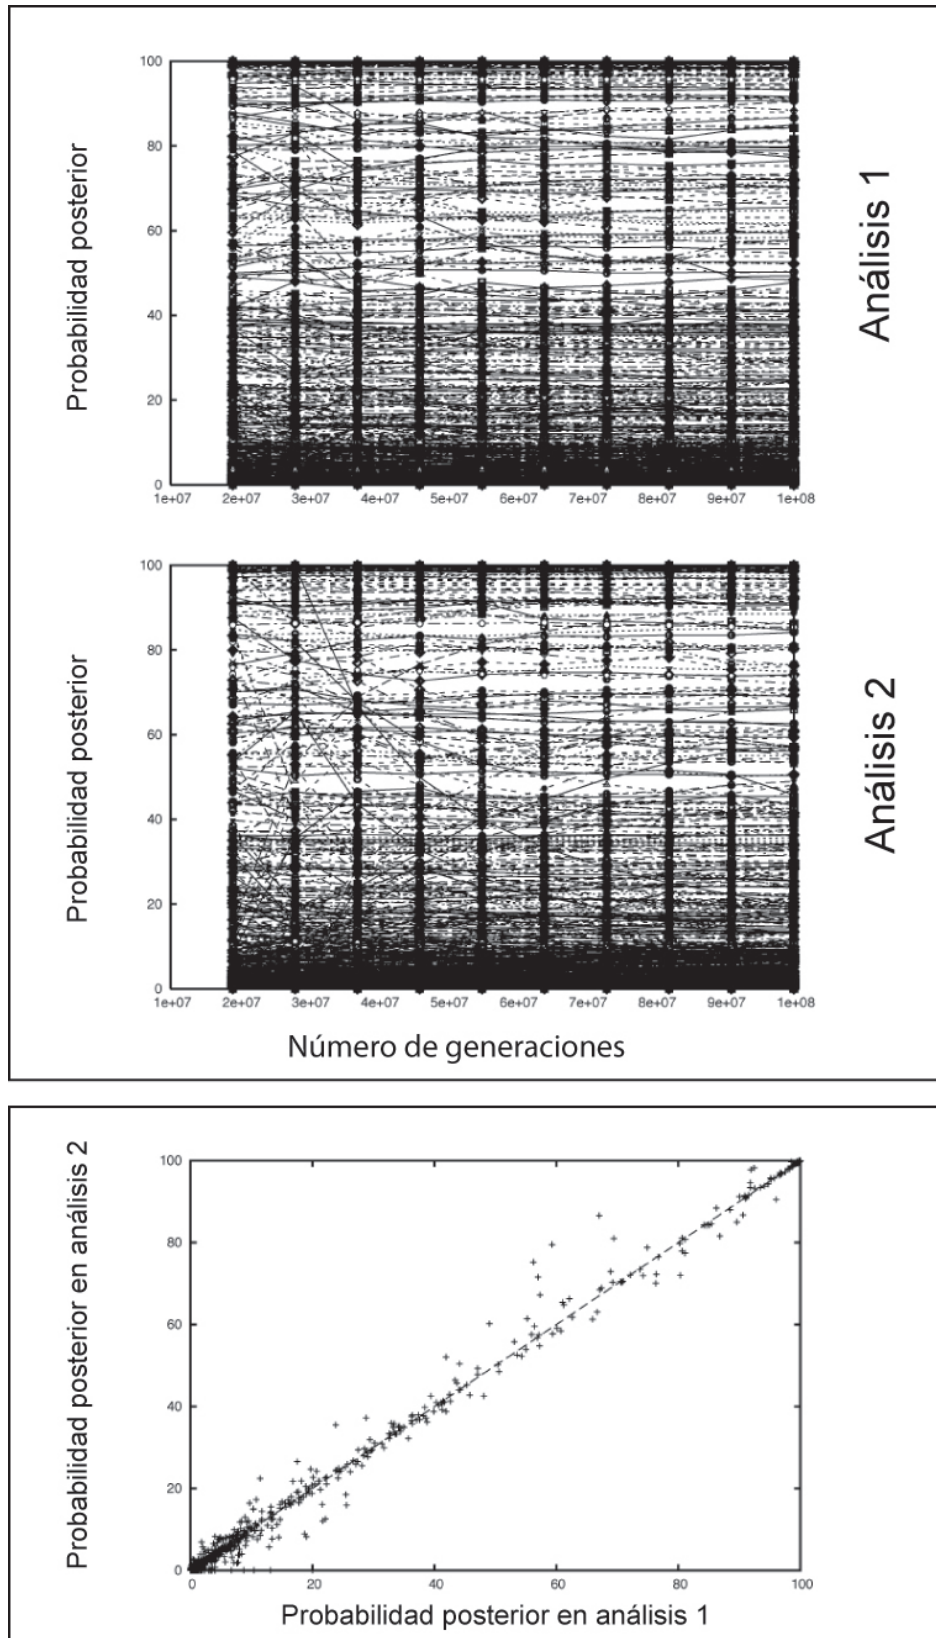 100
80
60
40
20
0
Probabilidad posterior
1e+07 2e+07 3e+07 4e+07 5e+07 6e+07 7e+07 8e+07 9e+07 1e+08
Análisis 1
100
80
60
40
20
0
Probabilidad posterior
1e+07 2e+07 3e+07 4e+07 5e+07 6e+07 7e+07 8e+07 9e+07 1e+08
Análisis 2
Número de generaciones
100
80
60
40
20
0
Probabilidad posterior en análisis 2
0 20 40 60 80 100
Probabilidad posterior en análisis 1